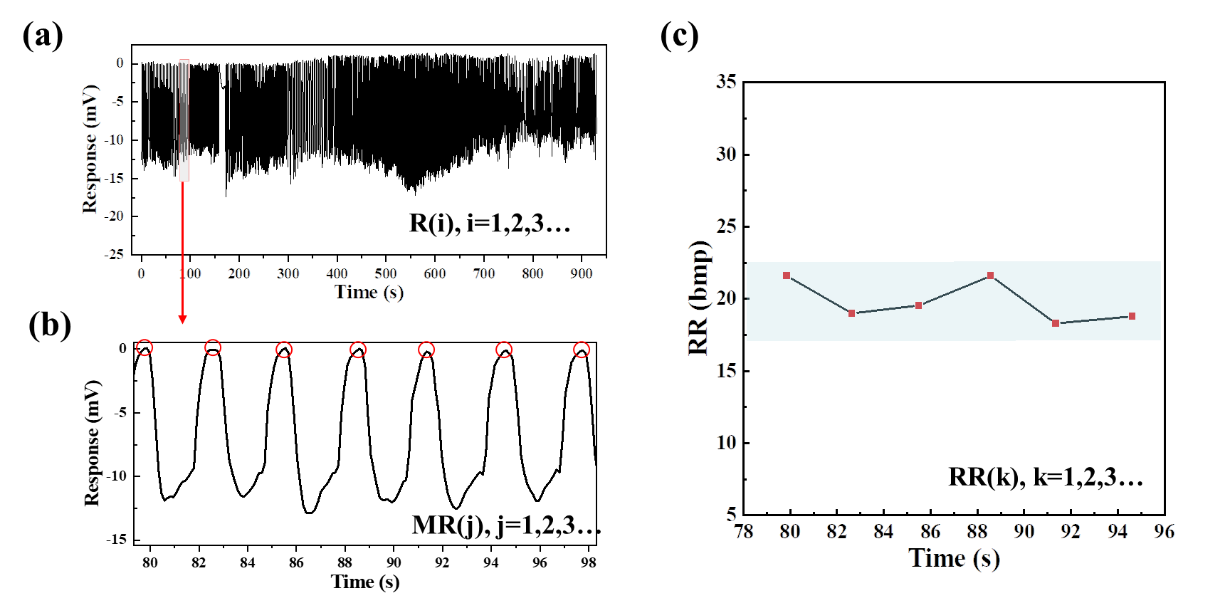 (a)
Response (mV)
0
-5
-10
-15
-20
-25
R(i), i=1,2,3…
0 100 200 300 400 500 600 700 800 900
Time (s)
(b)
Response (mV)
0
-5
-10
-15
MR(j), j=1,2,3…
80 82 84 86 88 90 92 94 96 98
Time (s)
(c)
RR (bmp)
35
30
25
20
15
10
5
RR(k), k=1,2,3…
78 80 82 84 86 88 90 92 94 96
Time (s)